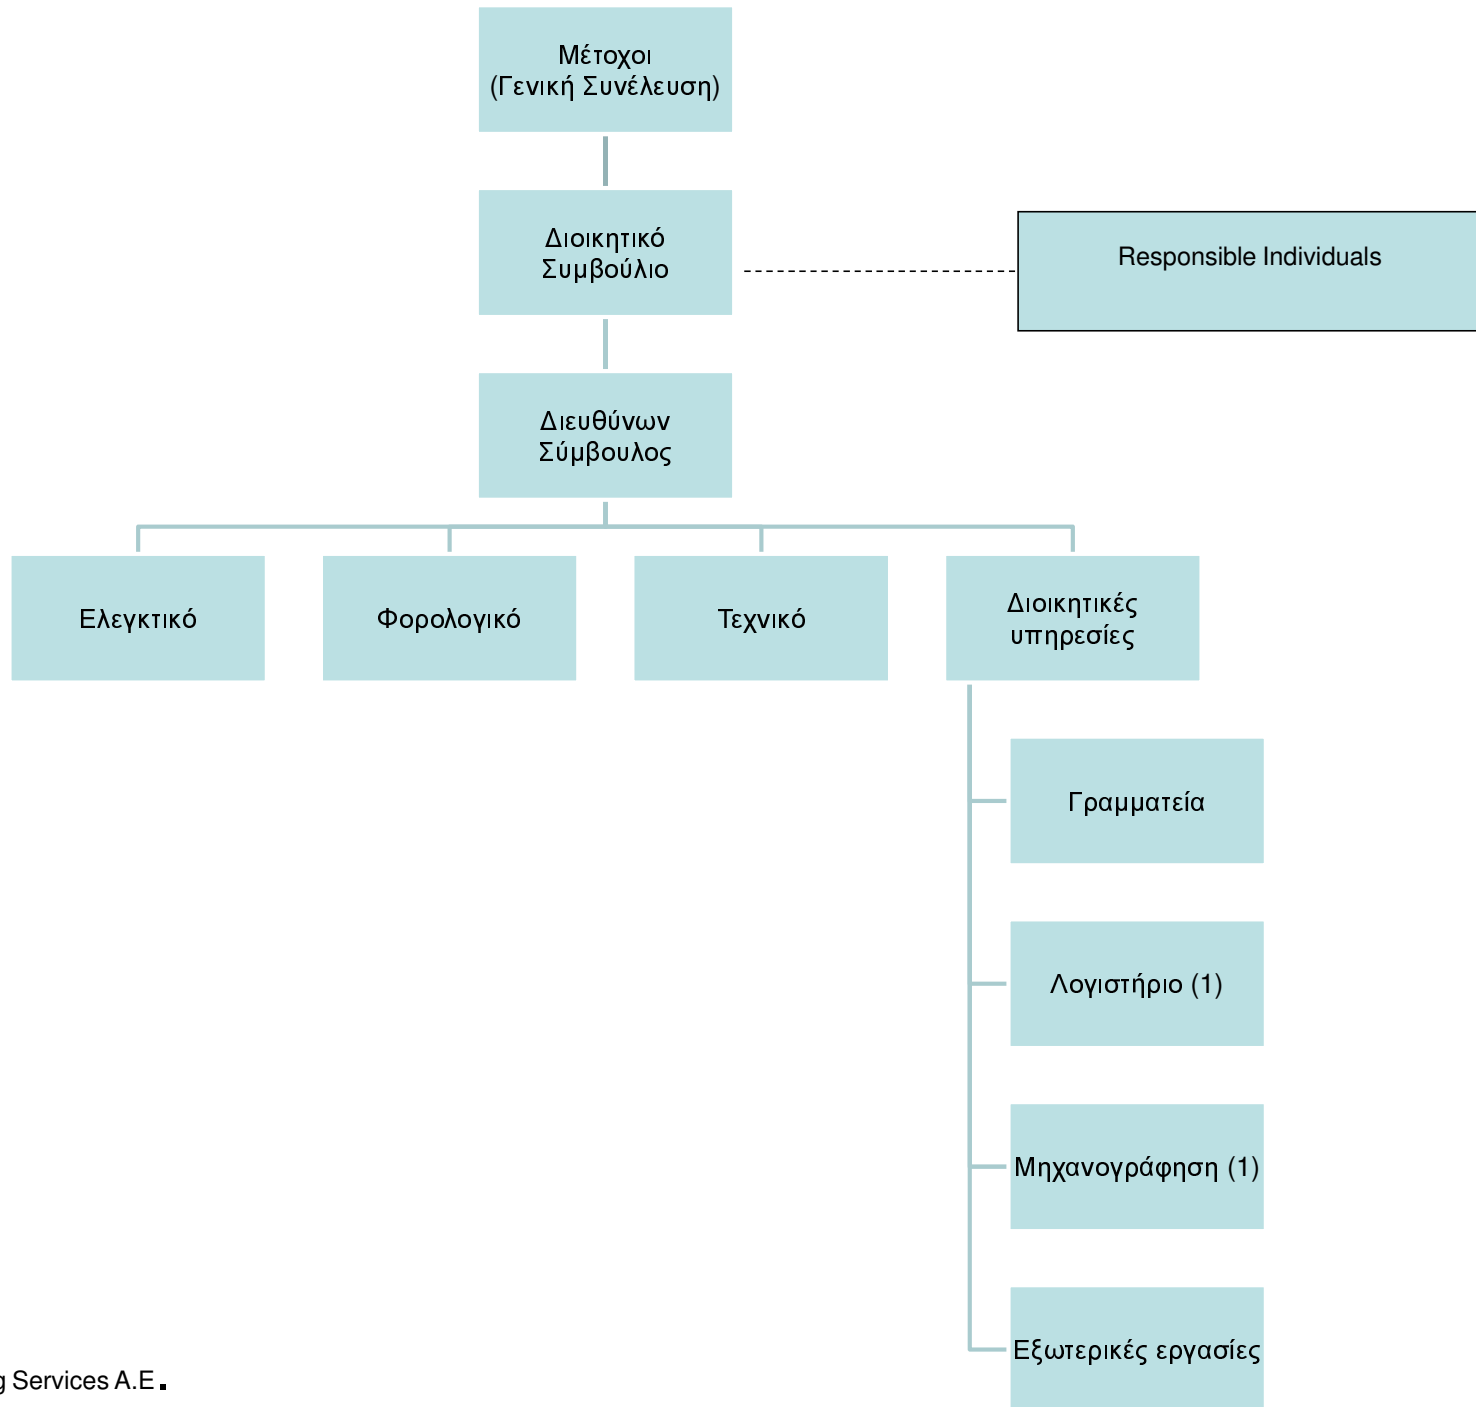 Μέτοχοι
(Γενική Συνέλευση)
Διοικητικό
Συμβούλιο
Responsible Individuals
Διευθύνων
Σύμβουλος
Ελεγκτικό
Φορολογικό
Τεχνικό
Διοικητικές
υπηρεσίες
Γραμματεία
Λογιστήριο (1)
Μηχανογράφηση (1)
Εξωτερικές εργασίες
g Services A.E.